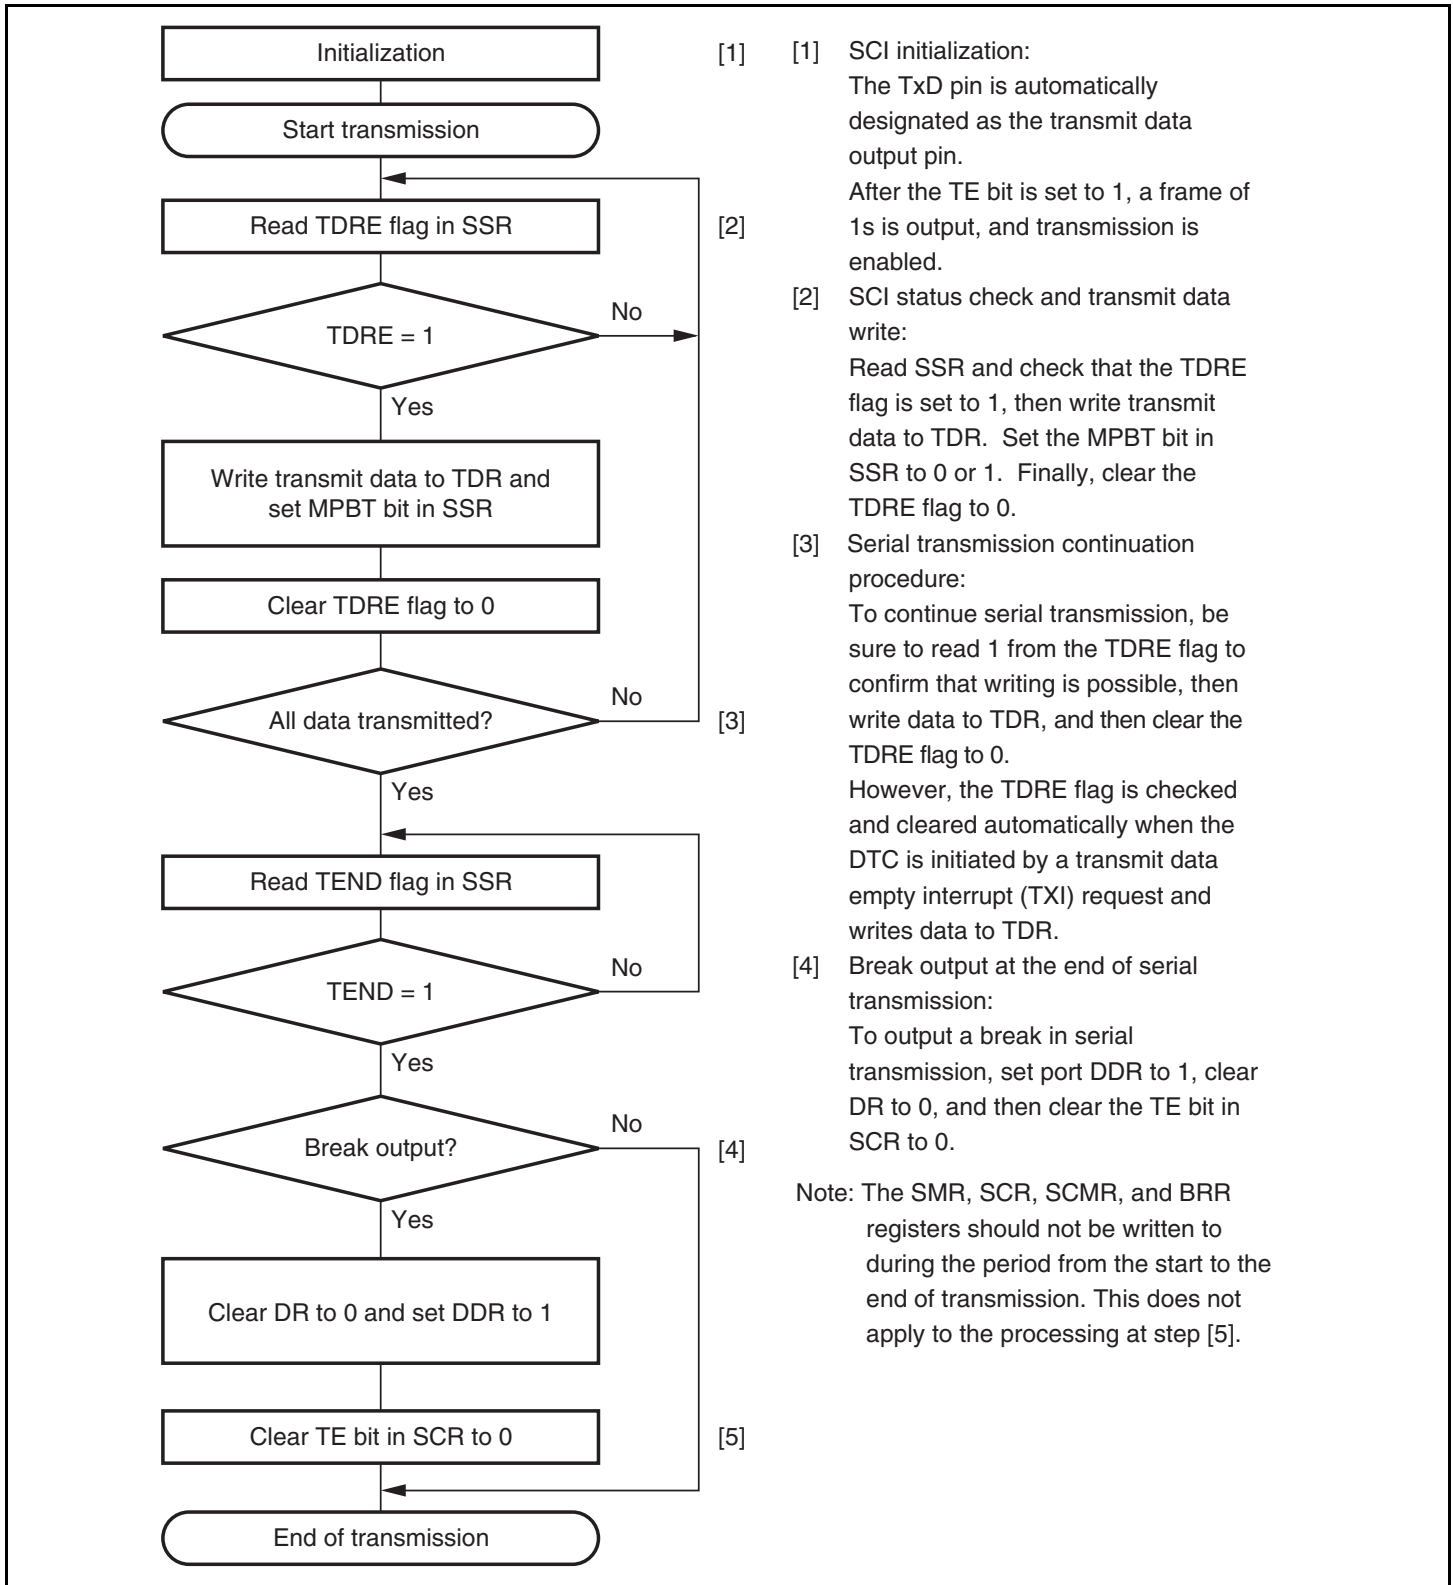 Initialization
[1]
Start transmission
Read TDRE flag in SSR
[2]
No
TDRE = 1
Yes
Write transmit data to TDR and
set MPBT bit in SSR
Clear TDRE flag to 0
No
All data transmitted?
[3]
Yes
Read TEND flag in SSR
No
TEND = 1
Yes
No
Break output?
[4]
Yes
Clear DR to 0 and set DDR to 1
Clear TE bit in SCR to 0
[5]
End of transmission
[1] SCI initialization:
The TxD pin is automatically
designated as the transmit data
output pin.
After the TE bit is set to 1, a frame of
1s is output, and transmission is
enabled.
[2] SCI status check and transmit data
write:
Read SSR and check that the TDRE
flag is set to 1, then write transmit
data to TDR. Set the MPBT bit in
SSR to 0 or 1. Finally, clear the
TDRE flag to 0.
[3] Serial transmission continuation
procedure:
To continue serial transmission, be
sure to read 1 from the TDRE flag to
confirm that writing is possible, then
write data to TDR, and then clear the
TDRE flag to 0.
However, the TDRE flag is checked
and cleared automatically when the
DTC is initiated by a transmit data
empty interrupt (TXI) request and
writes data to TDR.
[4] Break output at the end of serial
transmission:
To output a break in serial
transmission, set port DDR to 1, clear
DR to 0, and then clear the TE bit in
SCR to 0.
Note: The SMR, SCR, SCMR, and BRR
registers should not be written to
during the period from the start to the
end of transmission. This does not
apply to the processing at step [5].